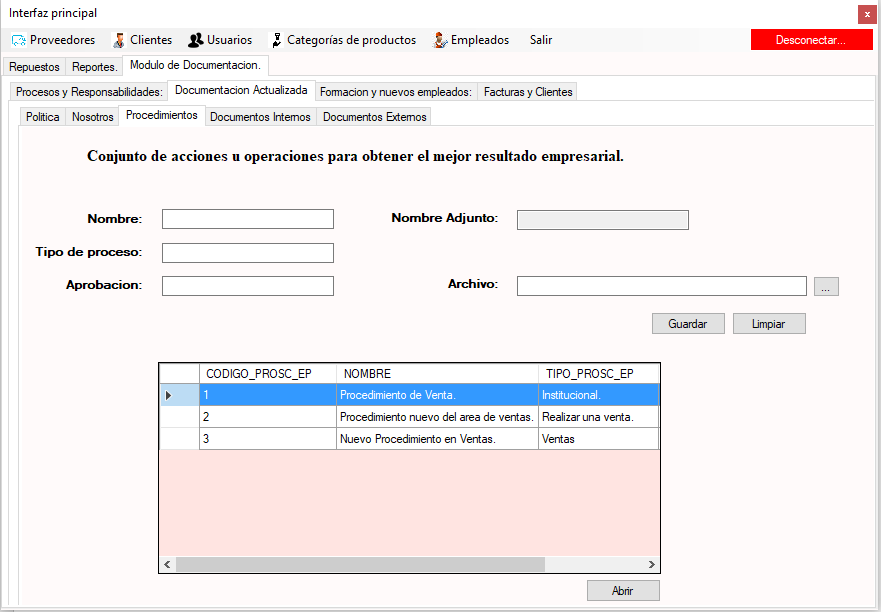 Interfaz principal x
Proveedores Clientes Usuarios Categorías de productos Empleados Salir Desconectar...
Repuestos Reportes. Modulo de Documentacion.
Procesos y Responsabilidades: Documentacion Actualizada Formacion y nuevos empleados: Facturas y Clientes
Politica Nosotros Procedimientos Documentos Internos Documentos Externos
Conjunto de acciones u operaciones para obtener el mejor resultado empresarial.
Nombre: Nombre Adjunto:
Tipo de proceso:
Aprobacion: Archivo: ...
Guardar Limpiar
CODIGO_PROSC_EP NOMBRE TIPO_PROSC_EP
1 Procedimiento de Venta. Institucional.
2 Procedimiento nuevo del area de ventas. Realizar una venta.
3 Nuevo Procedimiento en Ventas. Ventas
Abrir